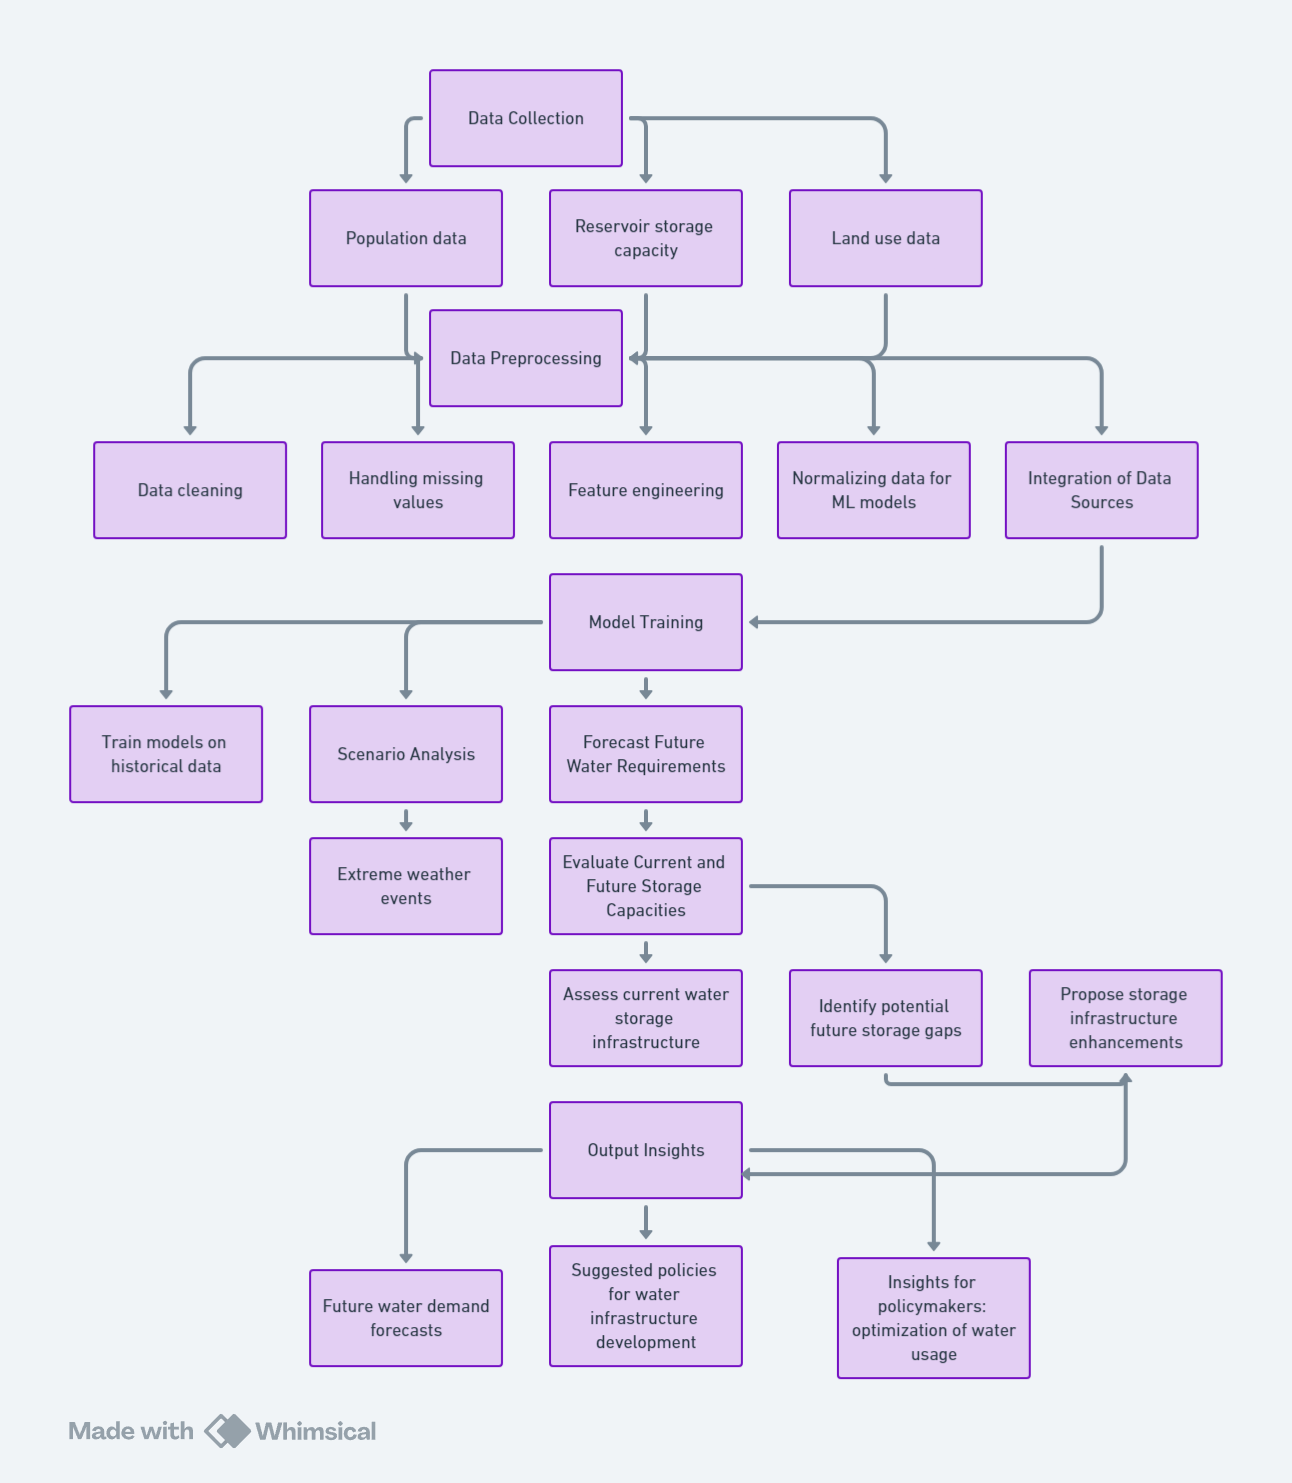 Data Collection
Population data
Reservoir storage
capacity
Land use data
Data Preprocessing
Data cleaning
Handling missing
values
Feature engineering
Normalizing data for
ML models
Integration of Data
Sources
Model Training
Train models on
historical data
Scenario Analysis
Forecast Future
Water Requirements
Extreme weather
events
Evaluate Current and
Future Storage
Capacities
Assess current water
storage
infrastructure
Identify potential
future storage gaps
Propose storage
infrastructure
enhancements
Output Insights
Future water demand
forecasts
Suggested policies
for water
infrastructure
development
Insights for
policymakers:
optimization of water
usage
Made with Whimsical